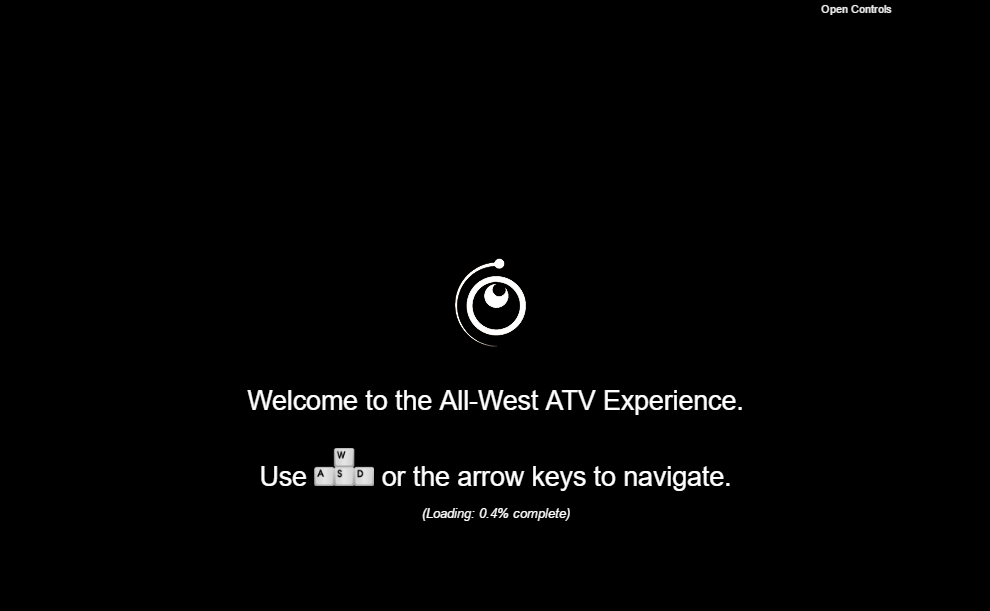 Open Controls
Welcome to the All-West ATV Experience.
W
Use A S D or the arrow keys to navigate.
(Loading: 0.4% complete)